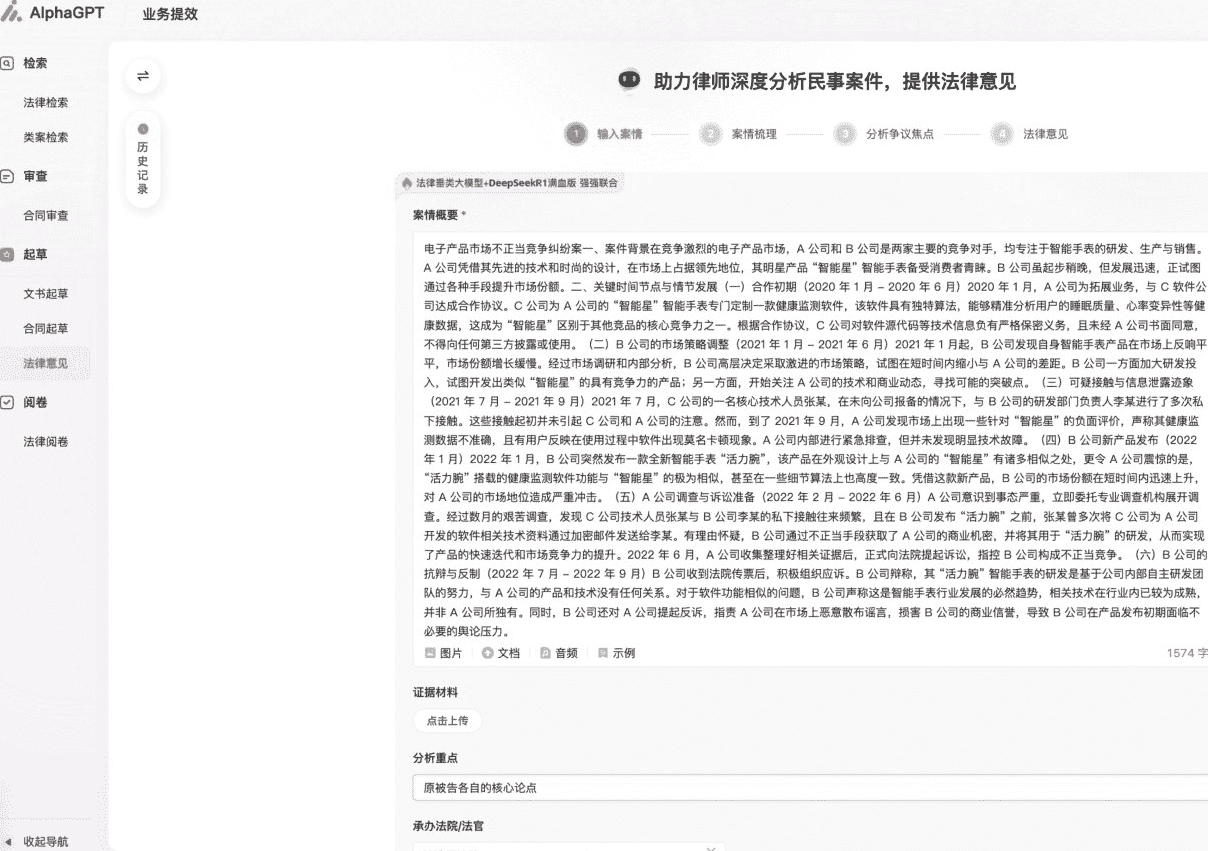 AlphaGPT
业务提效
检索
法律检索
类案检索
审查
合同审查
起草
文书起草
合同起草
法律意见
阅卷
法律阅卷
收起导航
历史记录
助力律师深度分析民事案件，提供法律意见
1 输入案情 2 案情梳理 3 分析争议焦点 4 法律意见
法律垂类大模型+DeepSeekR1满血版 强强联合
案情概要 *
电子产品市场不正当竞争纠纷案一、案件背景在竞争激烈的电子产品市场，A 公司和 B 公司是两家主要的竞争对手，均专注于智能手表的研发、生产与销售。
A 公司凭借其先进的技术和时尚的设计，在市场上占据领先地位，其明星产品“智能星”智能手表备受消费者青睐。B 公司虽起步稍晚，但发展迅速，正试图
通过各种手段提升市场份额。二、关键时间节点与情节发展（一）合作初期（2020 年 1 月 – 2020 年 6 月）2020 年 1 月，A 公司为拓展业务，与 C 软件公
司达成合作协议。C 公司为 A 公司的“智能星”智能手表专门定制一款健康监测软件，该软件具有独特算法，能够精准分析用户的睡眠质量、心率变异性等健
康数据，这成为“智能星”区别于其他竞品的核心竞争力之一。根据合作协议，C 公司对软件源代码等技术信息负有严格保密义务，且未经 A 公司书面同意，
不得向任何第三方披露或使用。（二）B 公司的市场策略调整（2021 年 1 月 – 2021 年 6 月）2021 年 1 月起，B 公司发现自身智能手表产品在市场上反响平
平，市场份额增长缓慢。经过市场调研和内部分析，B 公司高层决定采取激进的市场策略，试图在短时间内缩小与 A 公司的差距。B 公司一方面加大研发投
入，试图开发出类似“智能星”的具有竞争力的产品；另一方面，开始关注 A 公司的技术和商业动态，寻找可能的突破点。（三）可疑接触与信息泄露迹象
（2021 年 7 月 – 2021 年 9 月）2021 年 7 月，C 公司的一名核心技术人员张某，在未向公司报备的情况下，与 B 公司的研发部门负责人李某进行了多次私
下接触。这些接触起初并未引起 C 公司和 A 公司的注意。然而，到了 2021 年 9 月，A 公司发现市场上出现一些针对“智能星”的负面评价，声称其健康监
测数据不准确，且有用户反映在使用过程中软件出现莫名卡顿现象。A 公司内部进行紧急排查，但并未发现明显技术故障。（四）B 公司新产品发布（2022
年 1 月）2022 年 1 月，B 公司突然发布一款全新智能手表“活力腕”，该产品在外观设计上与 A 公司的“智能星”有诸多相似之处，更令 A 公司震惊的是，
“活力腕”搭载的健康监测软件功能与“智能星”的极为相似，甚至在一些细节算法上也高度一致。凭借这款新产品，B 公司的市场份额在短时间内迅速上升，
对 A 公司的市场地位造成严重冲击。（五）A 公司调查与诉讼准备（2022 年 2 月 – 2022 年 6 月）A 公司意识到事态严重，立即委托专业调查机构展开调
查。经过数月的艰苦调查，发现 C 公司技术人员张某与 B 公司李某的私下接触往来频繁，且在 B 公司发布“活力腕”之前，张某曾多次将 C 公司为 A 公司
开发的软件相关技术资料通过加密邮件发送给李某。有理由怀疑，B 公司通过不正当手段获取了 A 公司的商业机密，并将其用于“活力腕”的研发，从而实现
了产品的快速迭代和市场竞争力的提升。2022 年 6 月，A 公司收集整理好相关证据后，正式向法院提起诉讼，指控 B 公司构成不正当竞争。（六）B 公司的
抗辩与反制（2022 年 7 月 – 2022 年 9 月）B 公司收到法院传票后，积极组织应诉。B 公司辩称，其“活力腕”智能手表的研发是基于公司内部自主研发团
队的努力，与 A 公司的产品和技术没有任何关系。对于软件功能相似的问题，B 公司声称这是智能手表行业发展的必然趋势，相关技术在行业内已较为成熟，
并非 A 公司所独有。同时，B 公司还对 A 公司提起反诉，指责 A 公司在市场上恶意散布谣言，损害 B 公司的商业信誉，导致 B 公司在产品发布初期面临不
必要的舆论压力。
图片 文档 音频 示例 1574 字
证据材料
点击上传
分析重点
原被告各自的核心论点
承办法院/法官